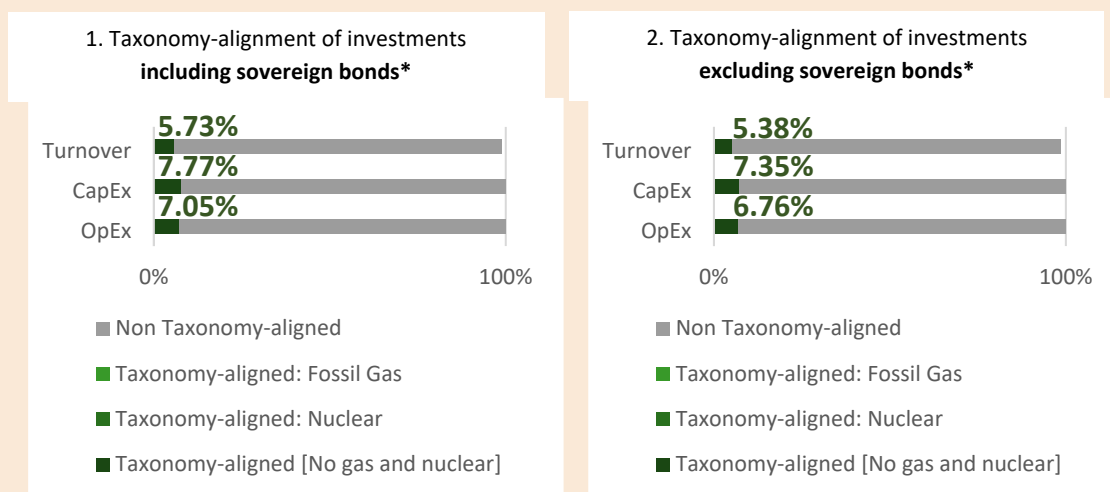 1. Taxonomy-alignment of investments
including sovereign bonds*
5.73%
Turnover
7.77%
CapEx
7.05%
OpEx
0% 100%
Non Taxonomy-aligned
Taxonomy-aligned: Fossil Gas
Taxonomy-aligned: Nuclear
Taxonomy-aligned [No gas and nuclear]
2. Taxonomy-alignment of investments
excluding sovereign bonds*
5.38%
Turnover
7.35%
CapEx
6.76%
OpEx
0% 100%
Non Taxonomy-aligned
Taxonomy-aligned: Fossil Gas
Taxonomy-aligned: Nuclear
Taxonomy-aligned [No gas and nuclear]